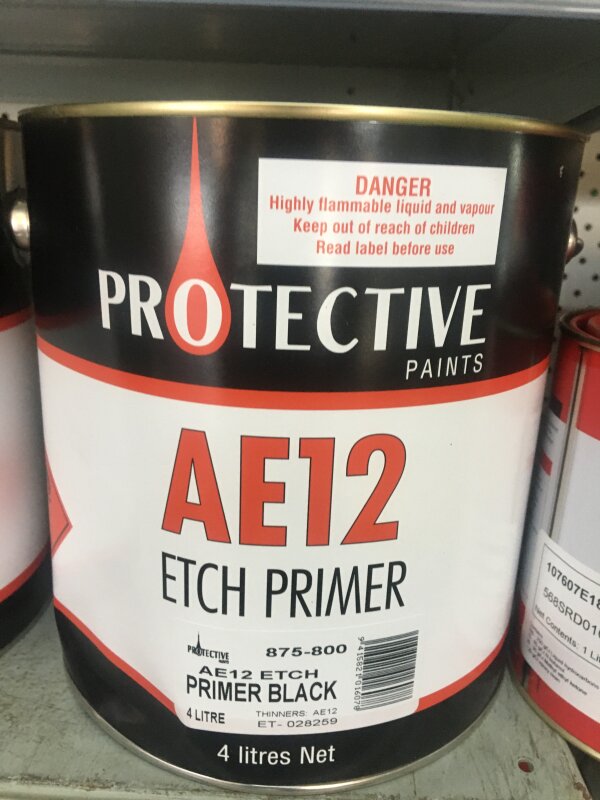 DANGER
Highly flammable liquid and vapour
Keep out of reach of children
Read label before use
PROTECTIVE
PAINTS
AE12
ETCH PRIMER
PROTECTIVE
875-800
AE12 ETCH
PRIMER BLACK
4 LITRE
THINNERS: AE12
ET- 028259
4 litres Net
107607E18
568SRD016
Net Contents: 1 Lit